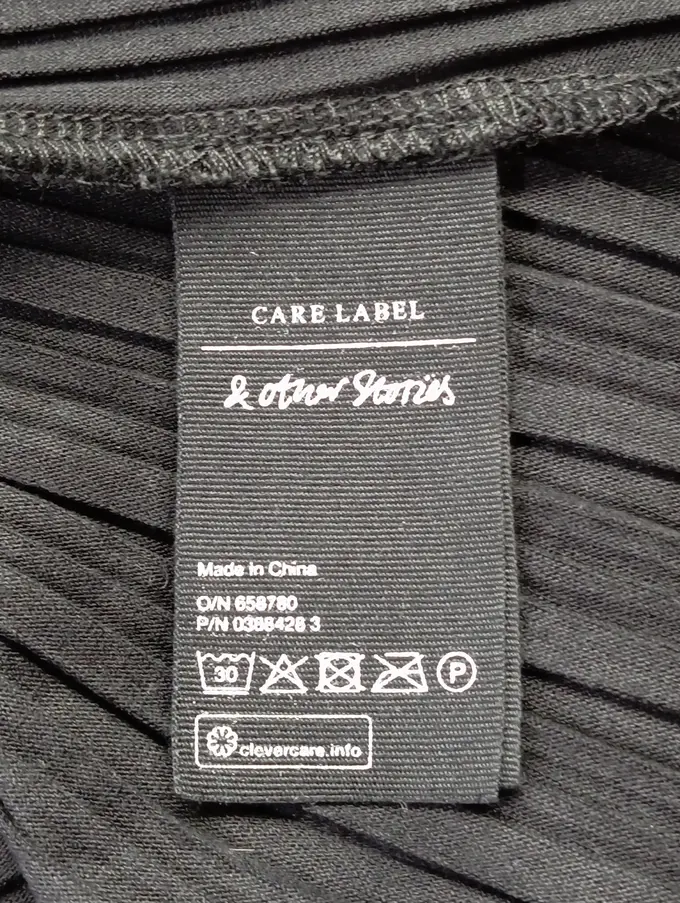 CARE LABEL
& other Stories
Made in China
O/N 658780
P/N 0388428 3
30
P
clevercare.info